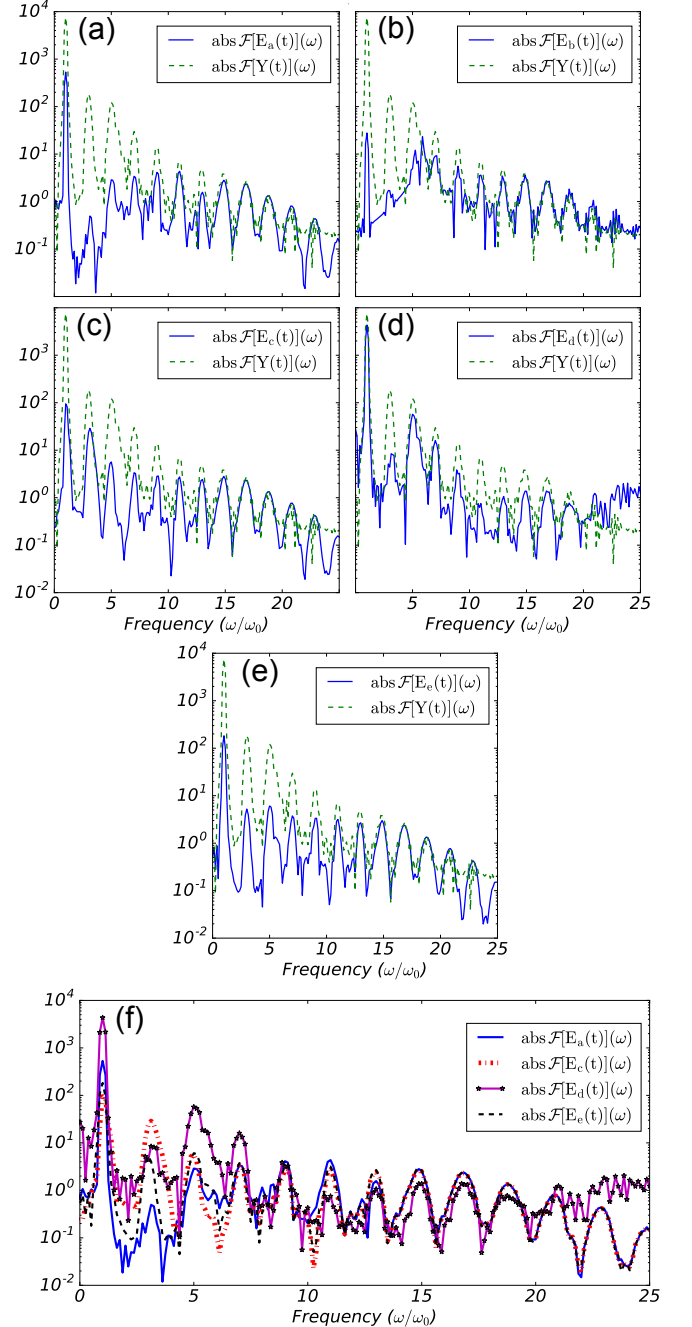 (a)
abs F[E_a(t)](ω)
abs F[Y(t)](ω)
10^4
10^3
10^2
10^1
10^0
10^-1
(b)
abs F[E_b(t)](ω)
abs F[Y(t)](ω)
(c)
abs F[E_c(t)](ω)
abs F[Y(t)](ω)
10^3
10^2
10^1
10^0
10^-1
10^-2
0 5 10 15 20
Frequency (ω/ω_0)
(d)
abs F[E_d(t)](ω)
abs F[Y(t)](ω)
0 5 10 15 20 25
Frequency (ω/ω_0)
(e)
abs F[E_e(t)](ω)
abs F[Y(t)](ω)
10^4
10^3
10^2
10^1
10^0
10^-1
10^-2
0 5 10 15 20 25
Frequency (ω/ω_0)
(f)
abs F[E_a(t)](ω)
abs F[E_c(t)](ω)
abs F[E_d(t)](ω)
abs F[E_e(t)](ω)
10^4
10^3
10^2
10^1
10^0
10^-1
10^-2
0 5 10 15 20 25
Frequency (ω/ω_0)